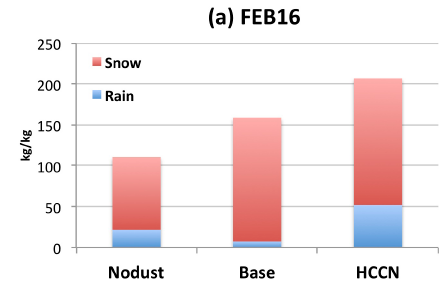 (a) FEB16
250
200
150
100
50
0
kg/kg
Snow
Rain
Nodust
Base
HCCN